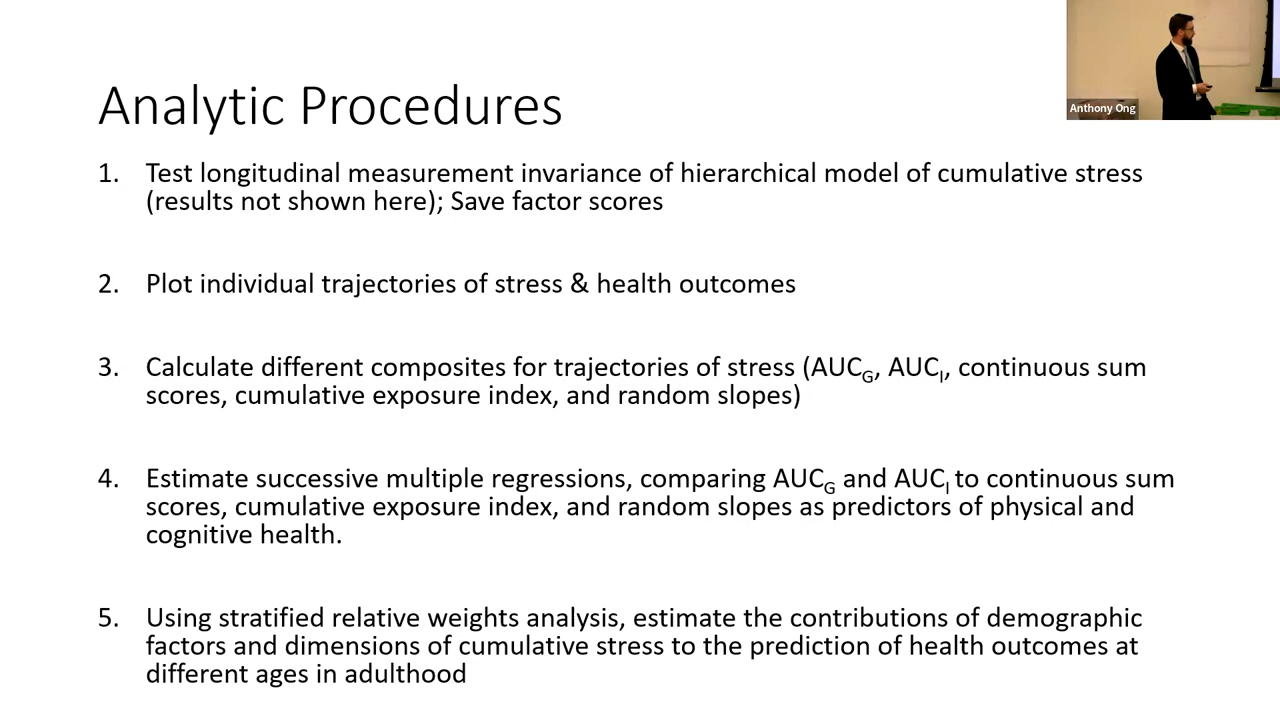 Anthony Ong
Analytic Procedures
1. Test longitudinal measurement invariance of hierarchical model of cumulative stress
(results not shown here); Save factor scores
2. Plot individual trajectories of stress & health outcomes
3. Calculate different composites for trajectories of stress (AUCG, AUCI, continuous sum
scores, cumulative exposure index, and random slopes)
4. Estimate successive multiple regressions, comparing AUCG and AUCI to continuous sum
scores, cumulative exposure index, and random slopes as predictors of physical and
cognitive health.
5. Using stratified relative weights analysis, estimate the contributions of demographic
factors and dimensions of cumulative stress to the prediction of health outcomes at
different ages in adulthood